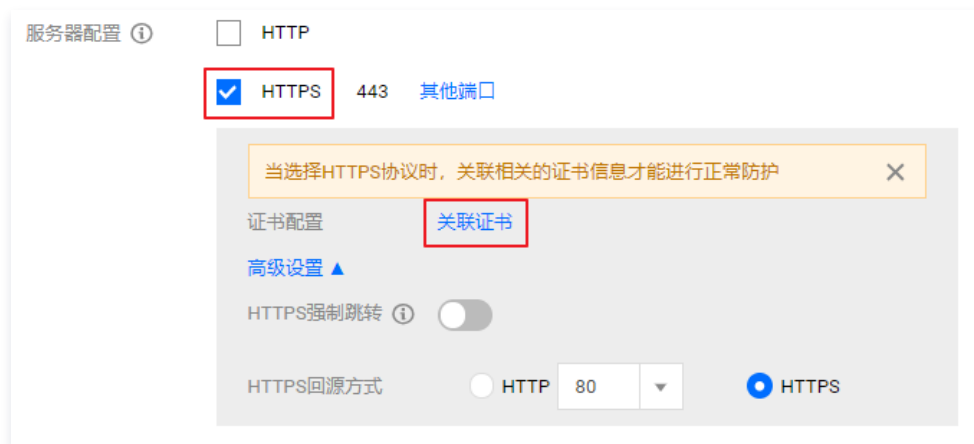 服务器配置 HTTP
HTTPS 443 其他端口
当选择HTTPS协议时，关联相关的证书信息才能进行正常防护
证书配置 关联证书
高级设置 ▲
HTTPS强制跳转
HTTPS回源方式 HTTP 80 HTTPS